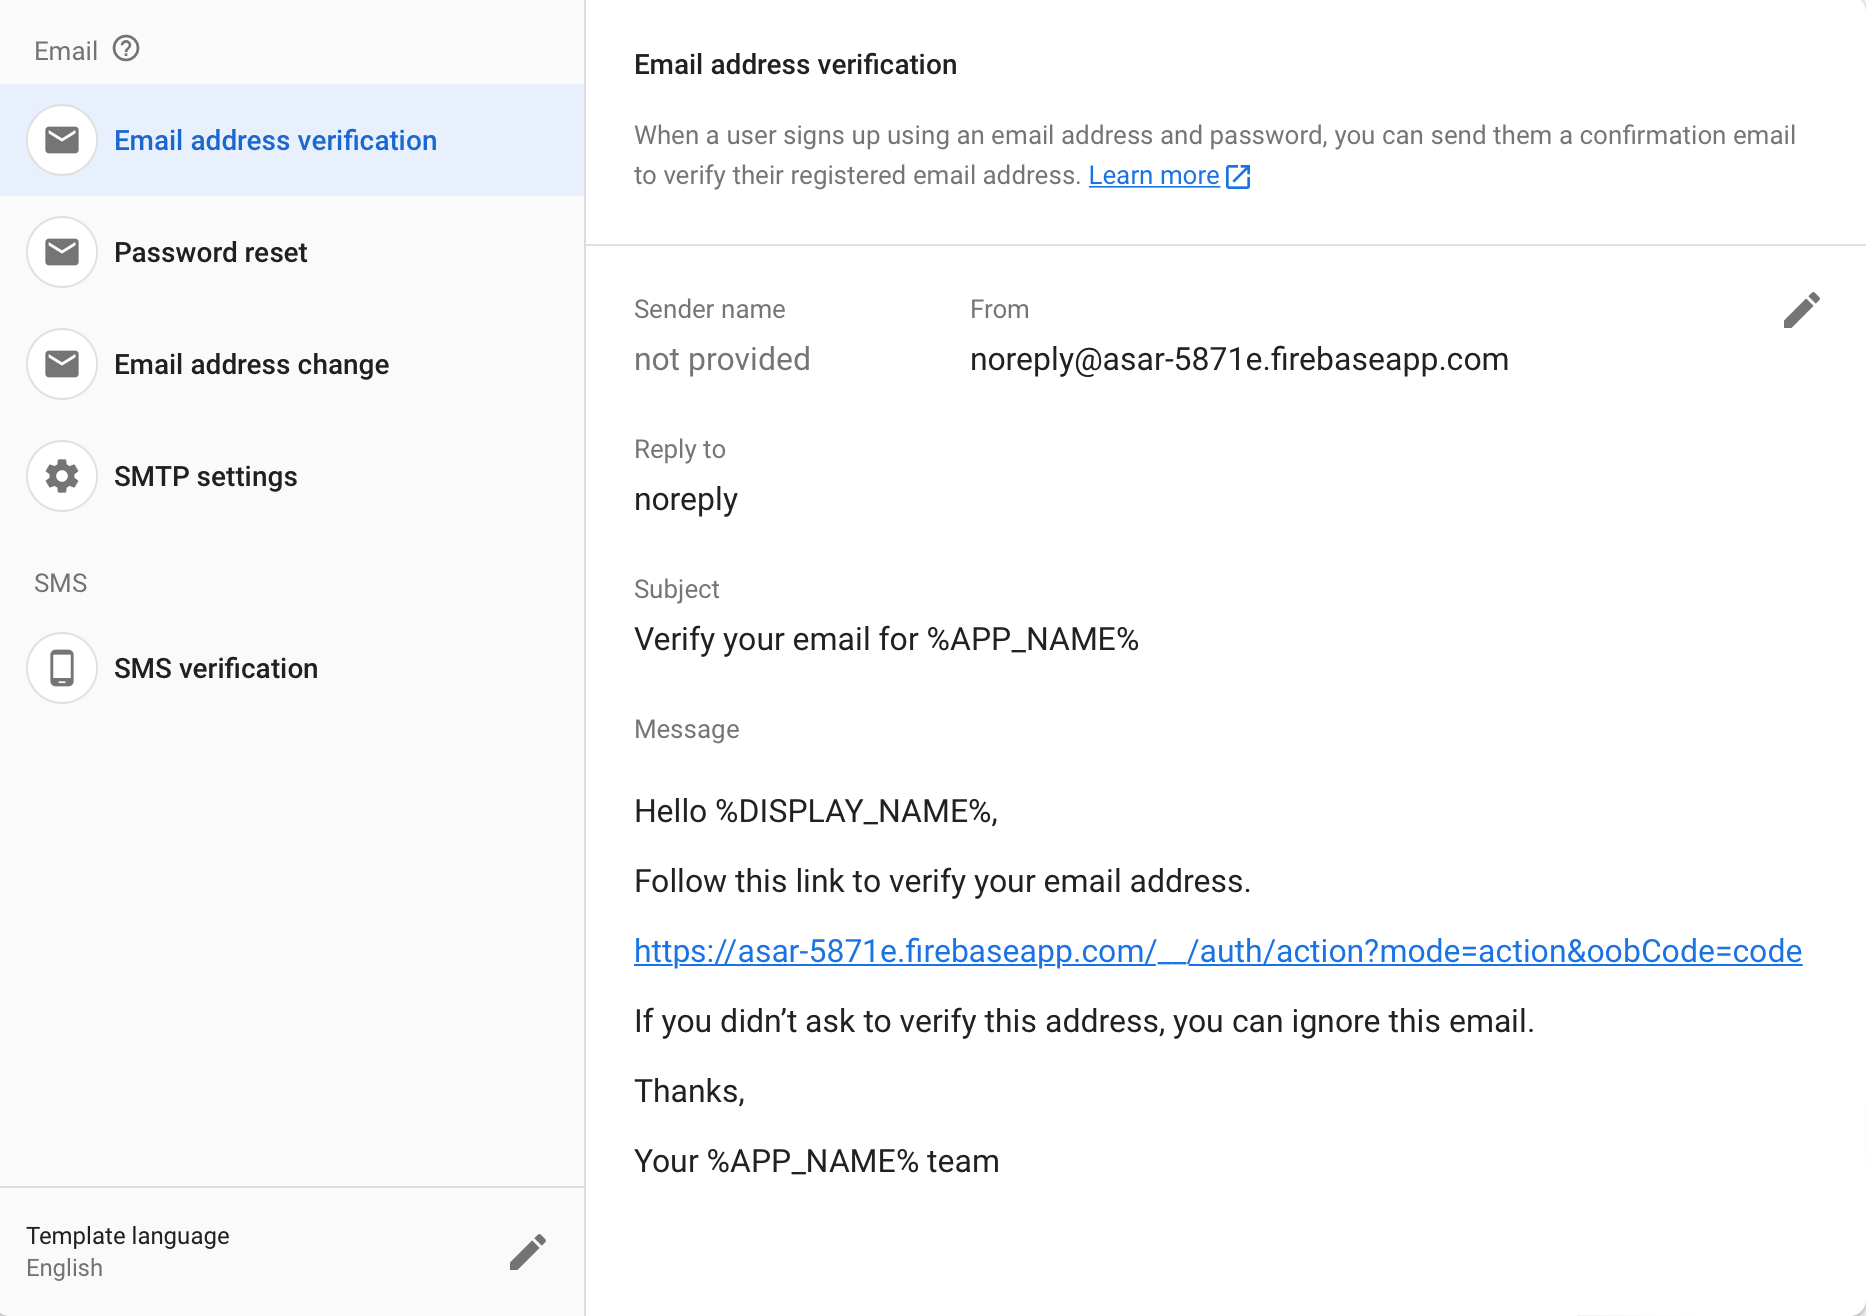 Email
Email address verification
Password reset
Email address change
SMTP settings
SMS
SMS verification
Template language
English
Email address verification
When a user signs up using an email address and password, you can send them a confirmation email
to verify their registered email address. Learn more
Sender name
not provided
From
noreply@asar-5871e.firebaseapp.com
Reply to
noreply
Subject
Verify your email for %APP_NAME%
Message
Hello %DISPLAY_NAME%,
Follow this link to verify your email address.
https://asar-5871e.firebaseapp.com/__/auth/action?mode=action&oobCode=code
If you didn’t ask to verify this address, you can ignore this email.
Thanks,
Your %APP_NAME% team